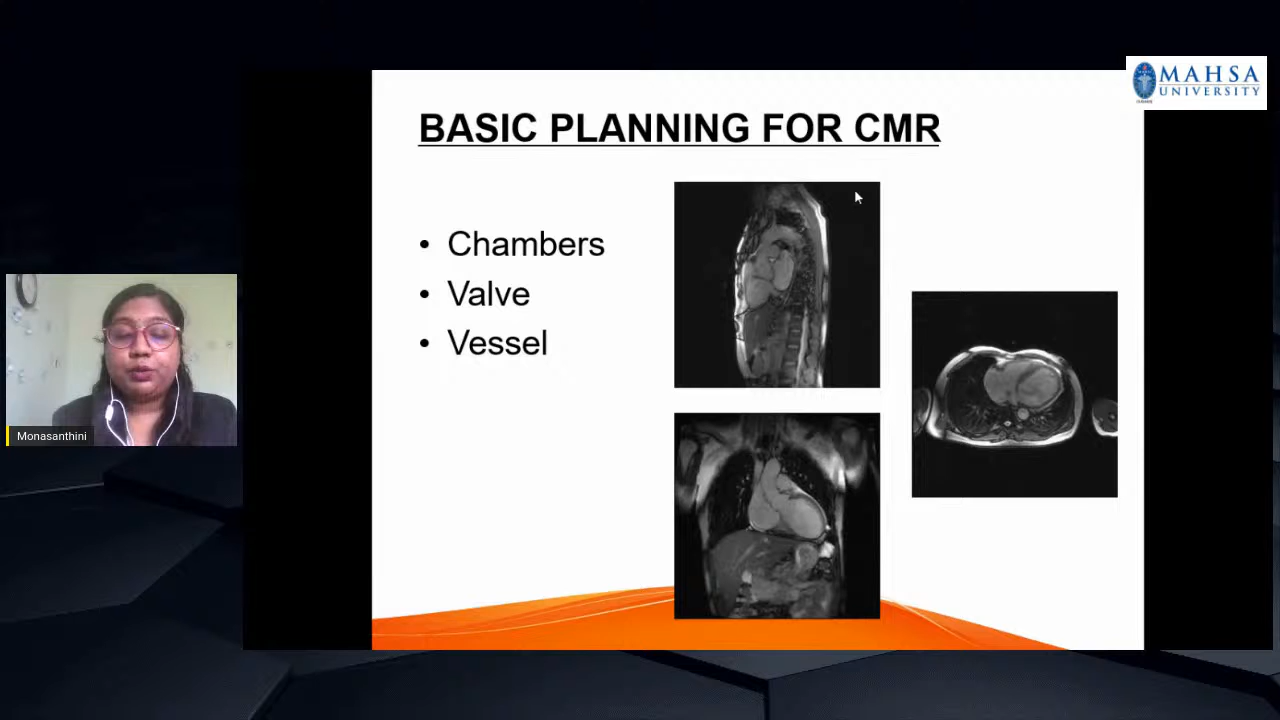 MAHSA
UNIVERSITY
BASIC PLANNING FOR CMR
• Chambers
• Valve
• Vessel
Monasanthini